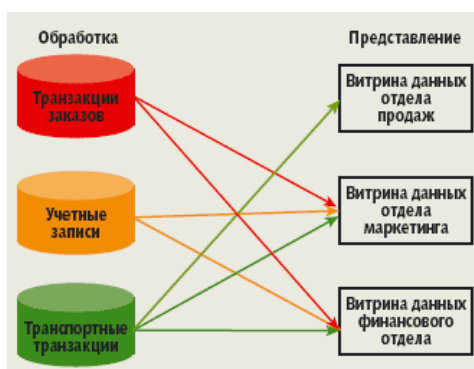 Обработка
Представление
Транзакции
заказов
Витрина данных
отдела
продаж
Учетные
записи
Витрина данных
отдела
маркетинга
Транспортные
транзакции
Витрина данных
финансового
отдела